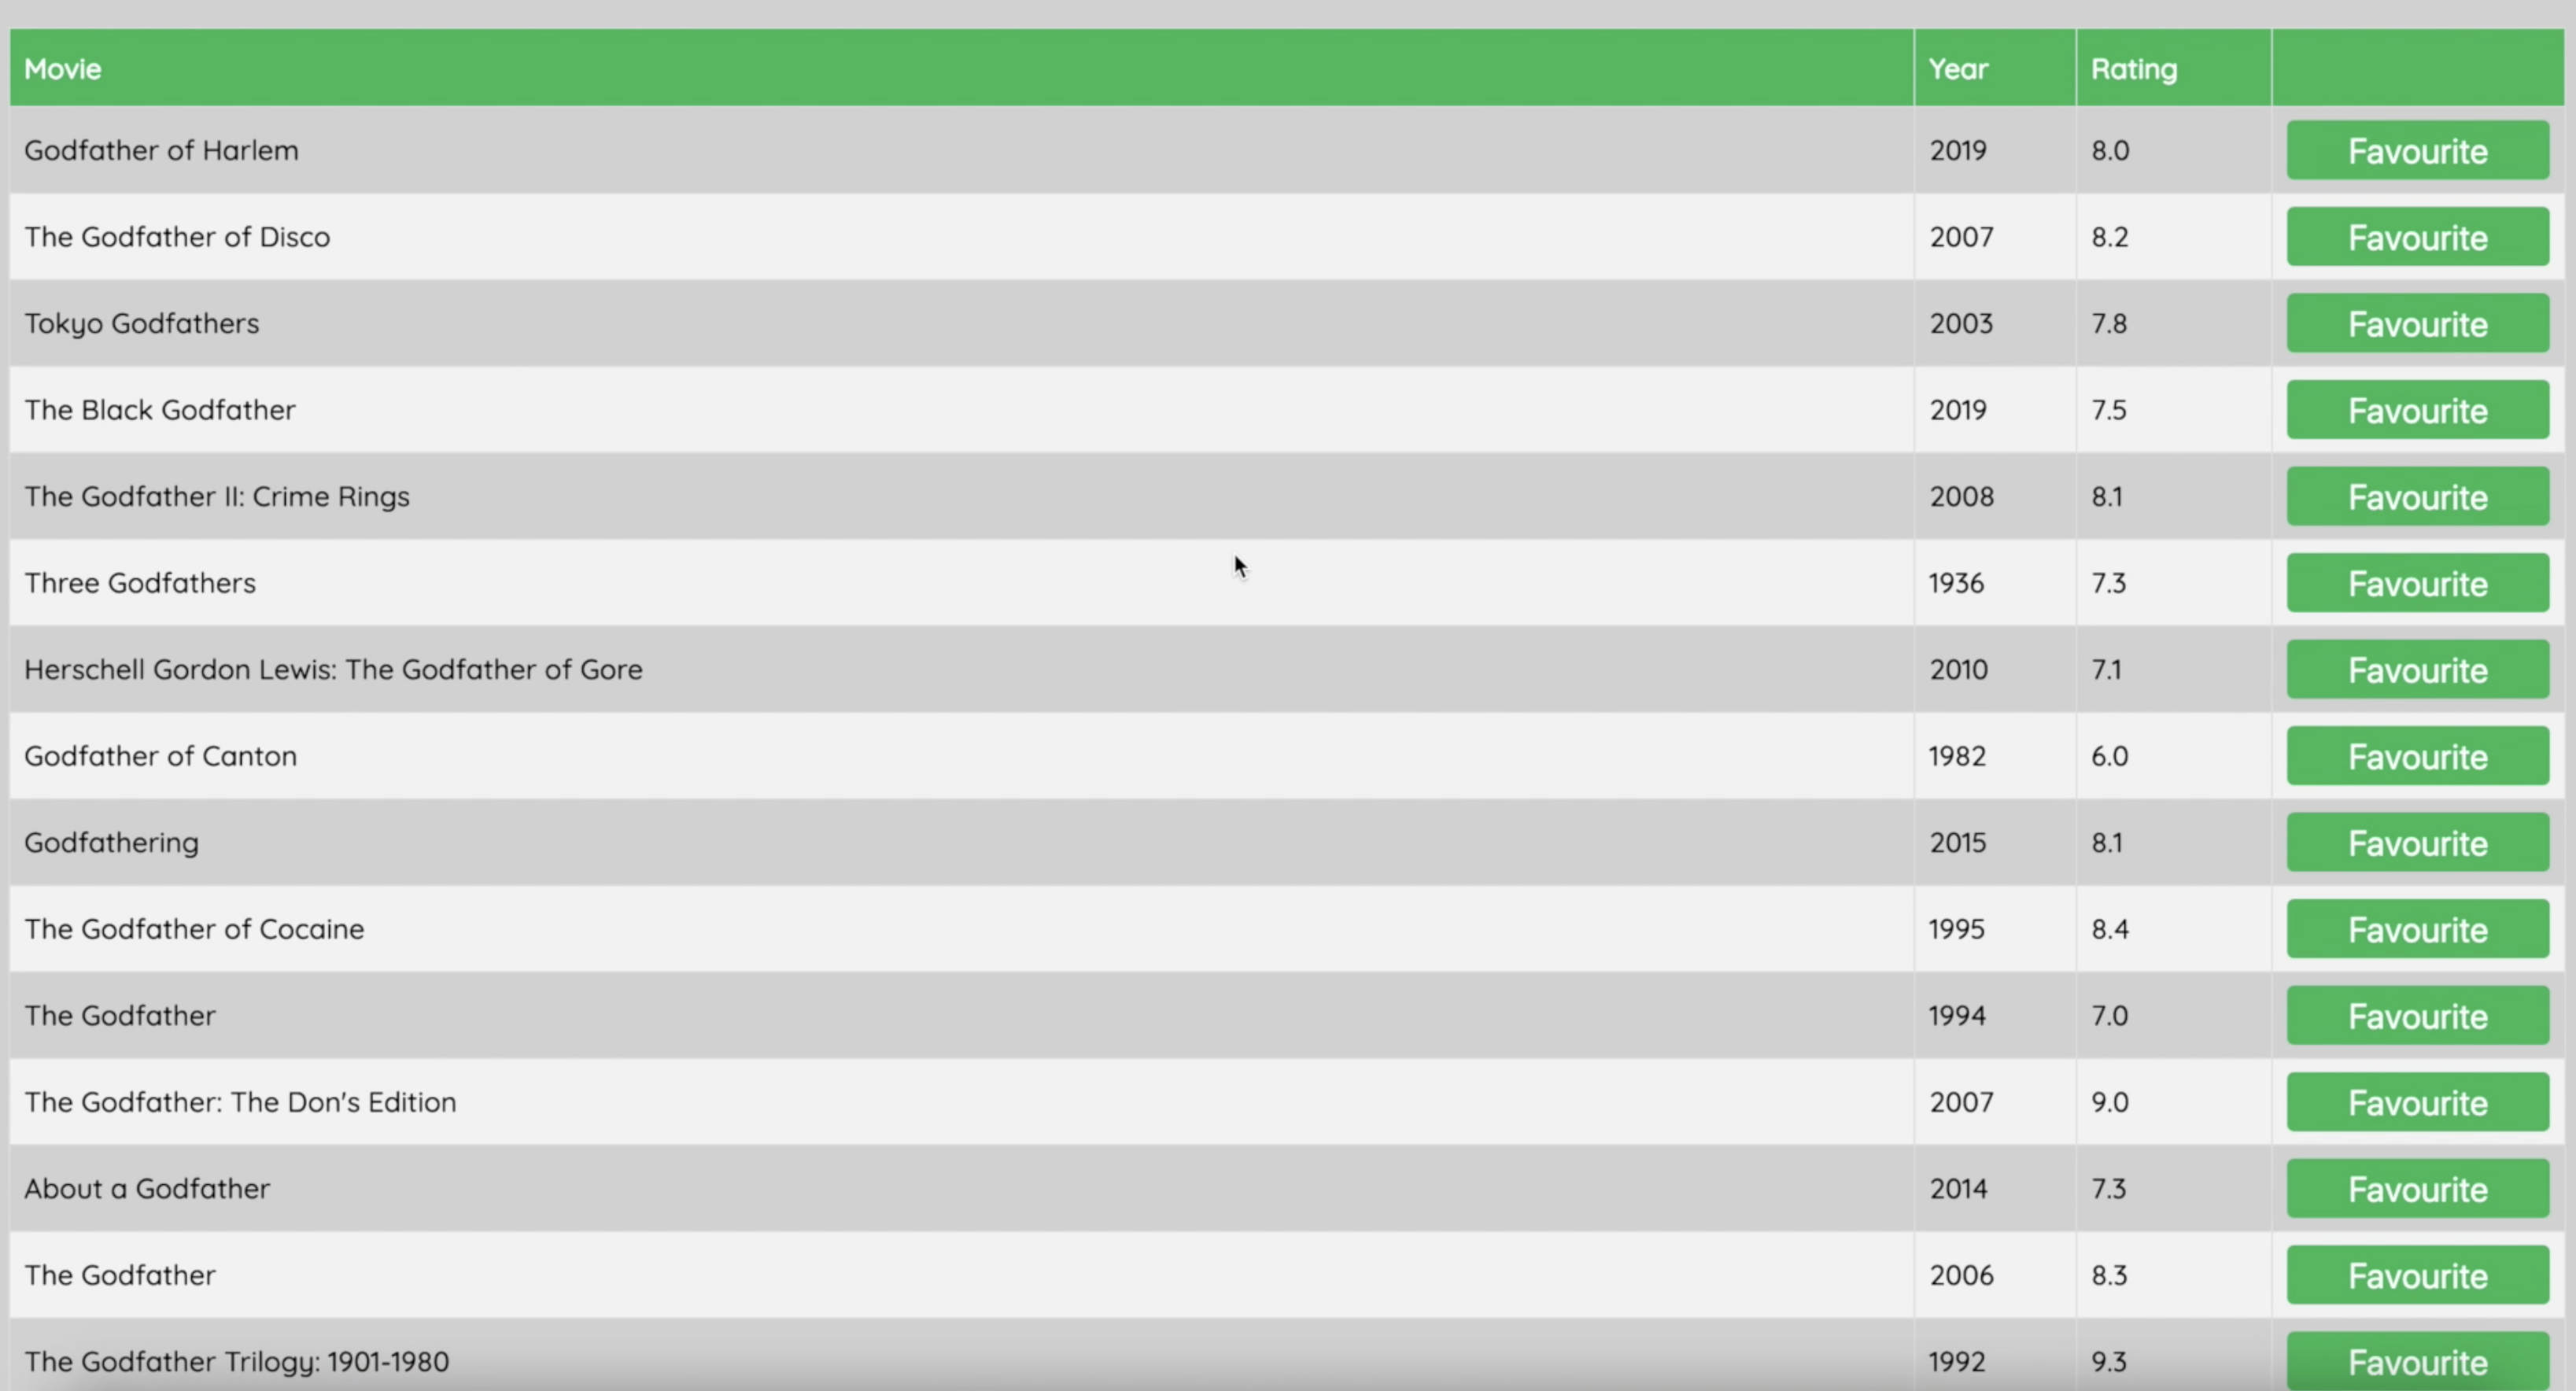 Movie Year Rating
Godfather of Harlem 2019 8.0 Favourite
The Godfather of Disco 2007 8.2 Favourite
Tokyo Godfathers 2003 7.8 Favourite
The Black Godfather 2019 7.5 Favourite
The Godfather II: Crime Rings 2008 8.1 Favourite
Three Godfathers 1936 7.3 Favourite
Herschell Gordon Lewis: The Godfather of Gore 2010 7.1 Favourite
Godfather of Canton 1982 6.0 Favourite
Godfathering 2015 8.1 Favourite
The Godfather of Cocaine 1995 8.4 Favourite
The Godfather 1994 7.0 Favourite
The Godfather: The Don's Edition 2007 9.0 Favourite
About a Godfather 2014 7.3 Favourite
The Godfather 2006 8.3 Favourite
The Godfather Trilogy: 1901-1980 1992 9.3 Favourite